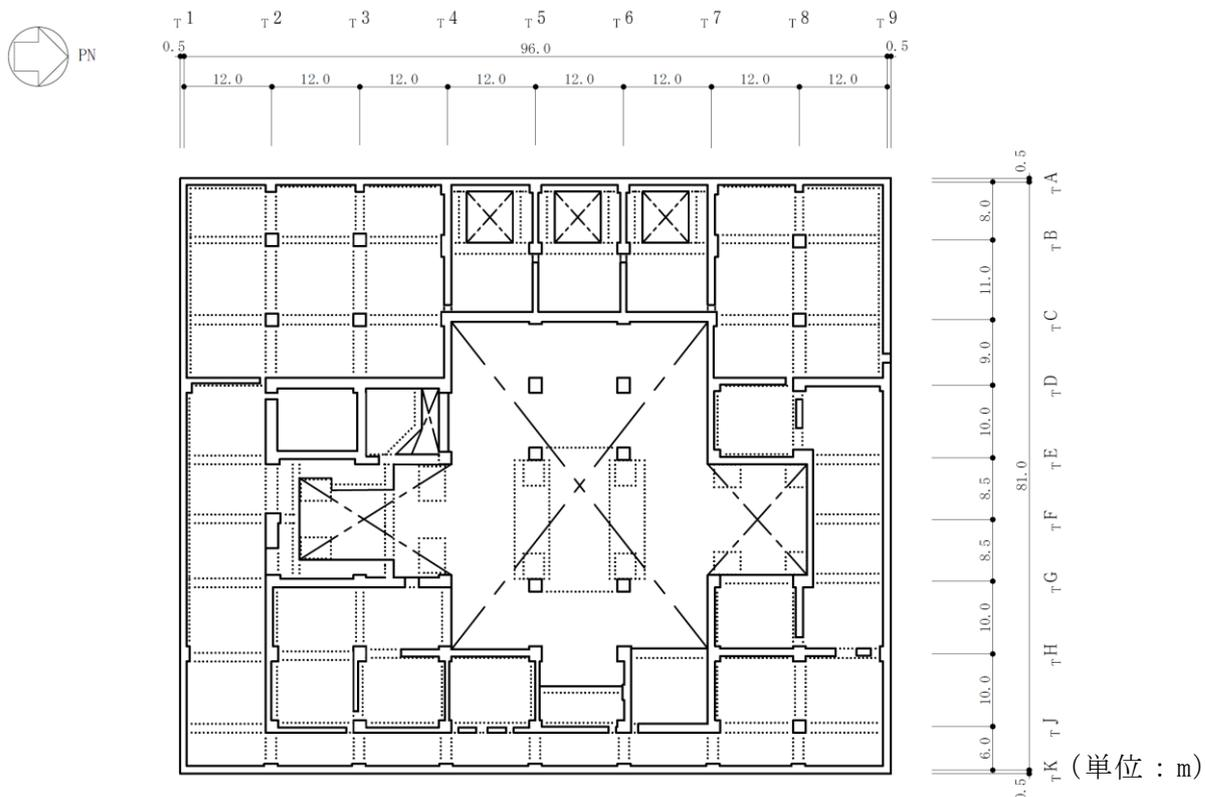 T1 T2 T3 T4 T5 T6 T7 T8 T9
PN
0.5 96.0 0.5
12.0 12.0 12.0 12.0 12.0 12.0 12.0 12.0
0.5
TA
8.0
TB
11.0
TC
9.0
TD
10.0
TE
8.5
81.0
TF
8.5
TG
10.0
TH
10.0
TJ
6.0
TK
(単位：m)
0.5